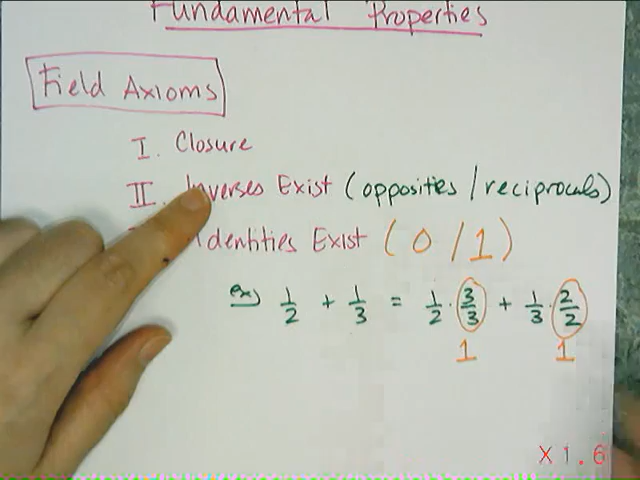 Fundamental Properties
Field Axioms
I. Closure
II. Inverses Exist (opposities / reciprocals)
Identities Exist (0 / 1)
ex) 1/2 + 1/3 = 1/2 · 3/3 + 1/3 · 2/2
1 1
X1.6